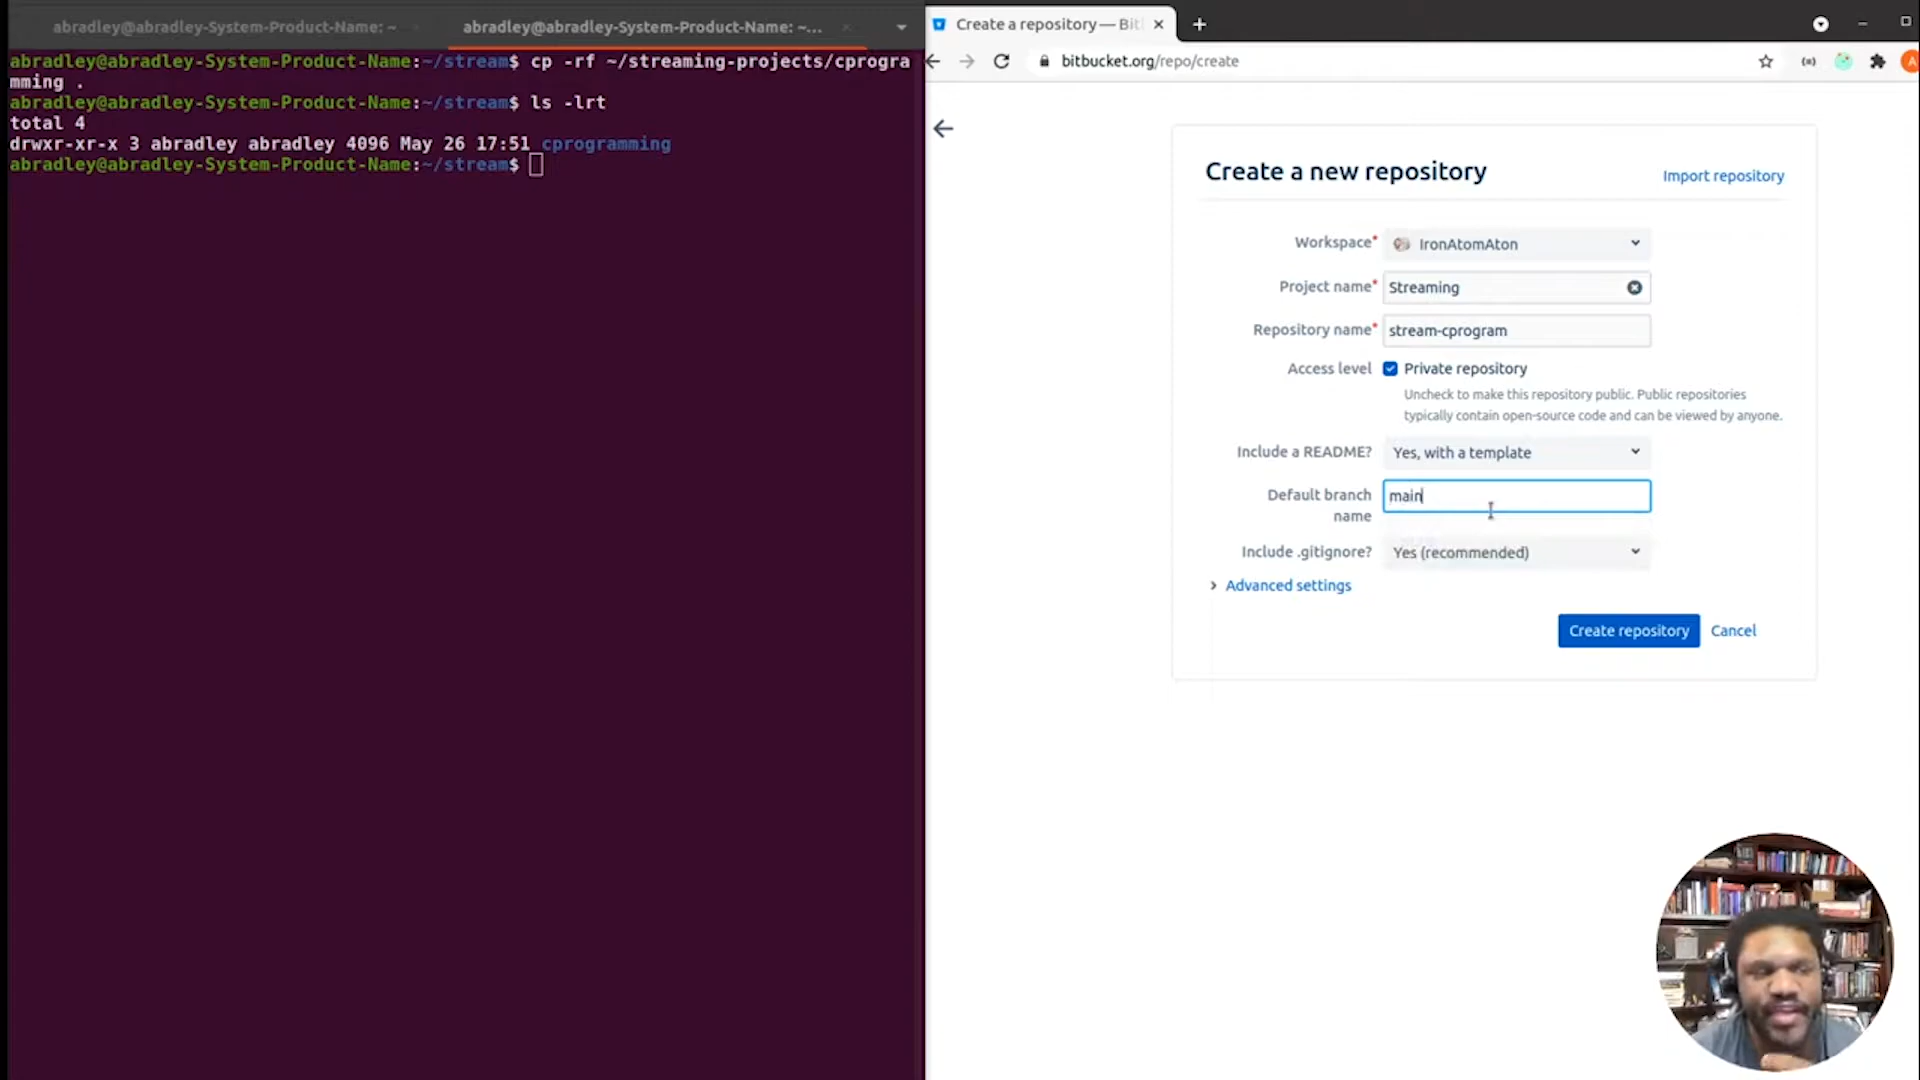 abradley@abradley-System-Product-Name: ~
abradley@abradley-System-Product-Name: ~...
abradley@abradley-System-Product-Name:~/stream$ cp -rf ~/streaming-projects/cprogra
mming .
abradley@abradley-System-Product-Name:~/stream$ ls -lrt
total 4
drwxr-xr-x 3 abradley abradley 4096 May 26 17:51 cprogramming
abradley@abradley-System-Product-Name:~/stream$
Create a repository — Bit
bitbucket.org/repo/create
A
Create a new repository
Import repository
Workspace*
IronAtomAton
Project name*
Streaming
Repository name*
stream-cprogram
Access level
Private repository
Uncheck to make this repository public. Public repositories
typically contain open-source code and can be viewed by anyone.
Include a README?
Yes, with a template
Default branch
name
main
Include .gitignore?
Yes (recommended)
Advanced settings
Create repository
Cancel